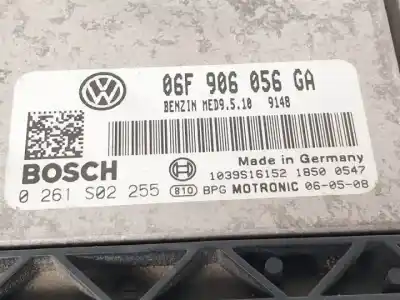 06F 906 056 GA
BENZIN MED9.5.10 9148
Made in Germany
BOSCH
1039S16152 1850 0547
0 261 S02 255 810 BPG MOTRONIC 06-05-08